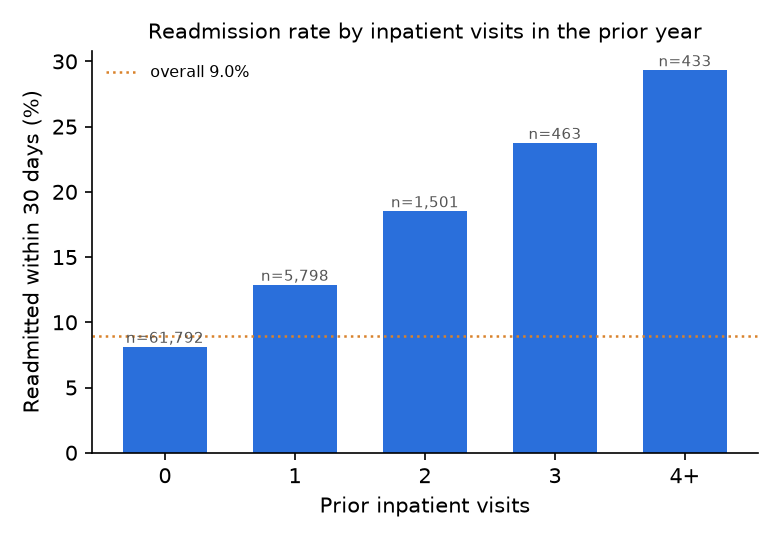 Readmission rate by inpatient visits in the prior year
overall 9.0%
Readmitted within 30 days (%)
30
25
20
15
10
5
0
n=61,792
n=5,798
n=1,501
n=463
n=433
0 1 2 3 4+
Prior inpatient visits